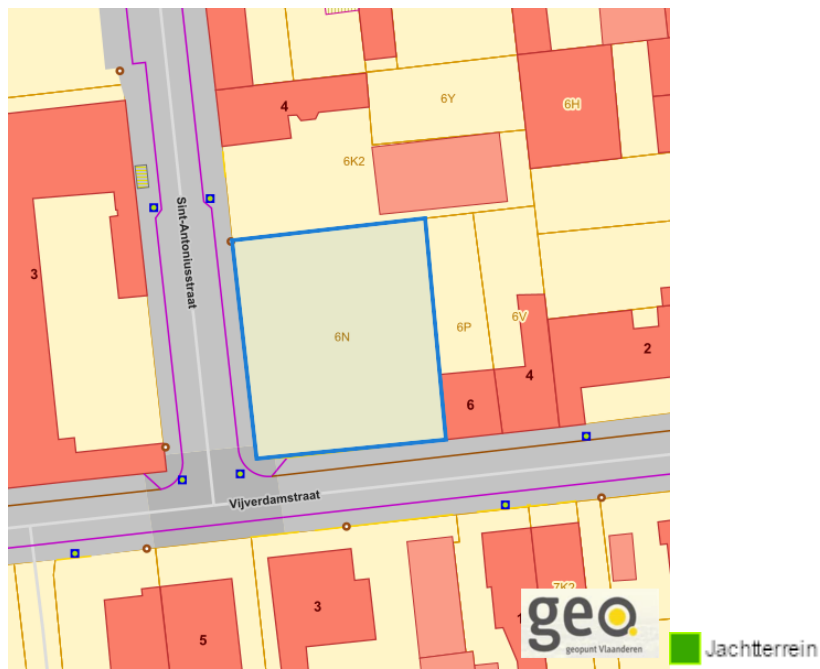 6Y
6H
4
6K2
Sint-Antoniusstraat
3
6N
6P
6V
2
4
6
Vijverdamstraat
3
5
1
7K2
geo.
geopunt Vlaanderen
Jachtterrein